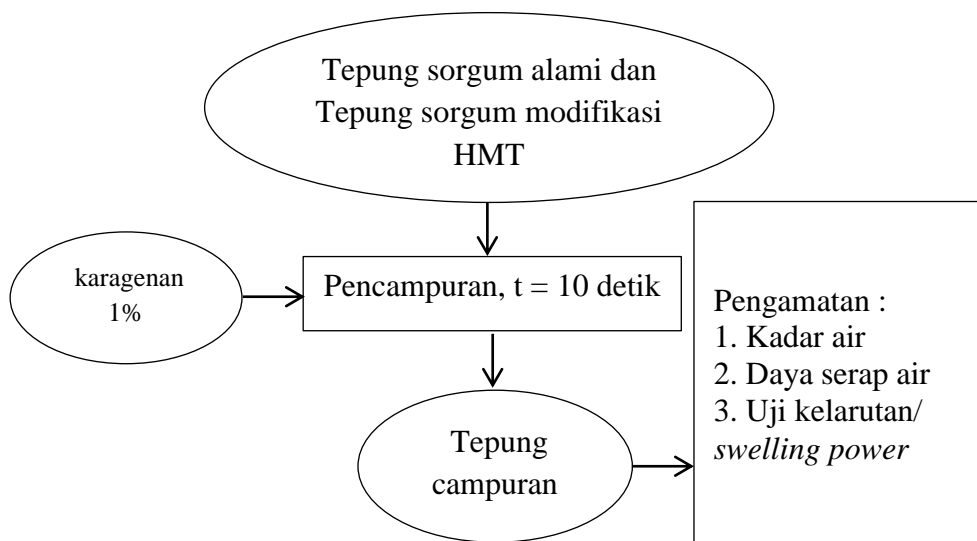 Tepung sorgum alami dan
Tepung sorgum modifikasi
HMT
karagenan
1%
Pencampuran, t = 10 detik
Tepung
campuran
Pengamatan :
1. Kadar air
2. Daya serap air
3. Uji kelarutan/
swelling power